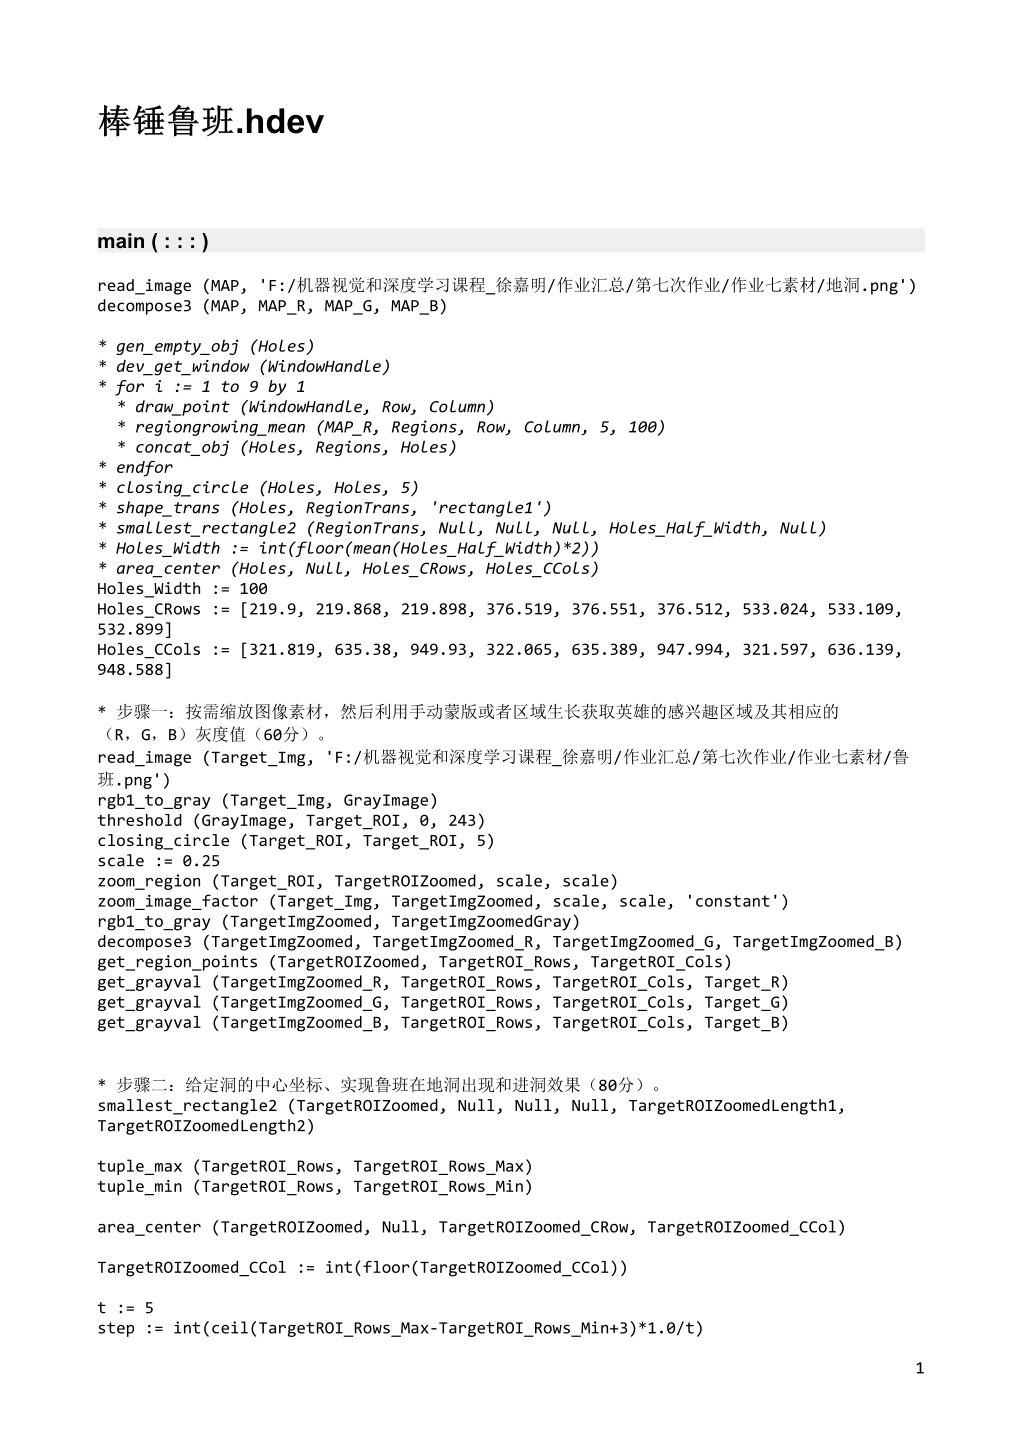 棒锤鲁班.hdev
main ( : : : )
read_image (MAP, 'F:/机器视觉和深度学习课程_徐嘉明/作业汇总/第七次作业/作业七素材/地洞.png')
decompose3 (MAP, MAP_R, MAP_G, MAP_B)
* gen_empty_obj (Holes)
* dev_get_window (WindowHandle)
* for i := 1 to 9 by 1
* draw_point (WindowHandle, Row, Column)
* regiongrowing_mean (MAP_R, Regions, Row, Column, 5, 100)
* concat_obj (Holes, Regions, Holes)
* endfor
* closing_circle (Holes, Holes, 5)
* shape_trans (Holes, RegionTrans, 'rectangle1')
* smallest_rectangle2 (RegionTrans, Null, Null, Null, Holes_Half_Width, Null)
* Holes_Width := int(floor(mean(Holes_Half_Width)*2))
* area_center (Holes, Null, Holes_CRows, Holes_CCols)
Holes_Width := 100
Holes_CRows := [219.9, 219.868, 219.898, 376.519, 376.551, 376.512, 533.024, 533.109,
532.899]
Holes_CCols := [321.819, 635.38, 949.93, 322.065, 635.389, 947.994, 321.597, 636.139,
948.588]
* 步骤一：按需缩放图像素材，然后利用手动蒙版或者区域生长获取英雄的感兴趣区域及其相应的
（R，G，B）灰度值（60分）。
read_image (Target_Img, 'F:/机器视觉和深度学习课程_徐嘉明/作业汇总/第七次作业/作业七素材/鲁
班.png')
rgb1_to_gray (Target_Img, GrayImage)
threshold (GrayImage, Target_ROI, 0, 243)
closing_circle (Target_ROI, Target_ROI, 5)
scale := 0.25
zoom_region (Target_ROI, TargetROIZoomed, scale, scale)
zoom_image_factor (Target_Img, TargetImgZoomed, scale, scale, 'constant')
rgb1_to_gray (TargetImgZoomed, TargetImgZoomedGray)
decompose3 (TargetImgZoomed, TargetImgZoomed_R, TargetImgZoomed_G, TargetImgZoomed_B)
get_region_points (TargetROIZoomed, TargetROI_Rows, TargetROI_Cols)
get_grayval (TargetImgZoomed_R, TargetROI_Rows, TargetROI_Cols, Target_R)
get_grayval (TargetImgZoomed_G, TargetROI_Rows, TargetROI_Cols, Target_G)
get_grayval (TargetImgZoomed_B, TargetROI_Rows, TargetROI_Cols, Target_B)
* 步骤二：给定洞的中心坐标、实现鲁班在地洞出现和进洞效果（80分）。
smallest_rectangle2 (TargetROIZoomed, Null, Null, Null, TargetROIZoomedLength1,
TargetROIZoomedLength2)
tuple_max (TargetROI_Rows, TargetROI_Rows_Max)
tuple_min (TargetROI_Rows, TargetROI_Rows_Min)
area_center (TargetROIZoomed, Null, TargetROIZoomed_CRow, TargetROIZoomed_CCol)
TargetROIZoomed_CCol := int(floor(TargetROIZoomed_CCol))
t := 5
step := int(ceil(TargetROI_Rows_Max-TargetROI_Rows_Min+3)*1.0/t)
1